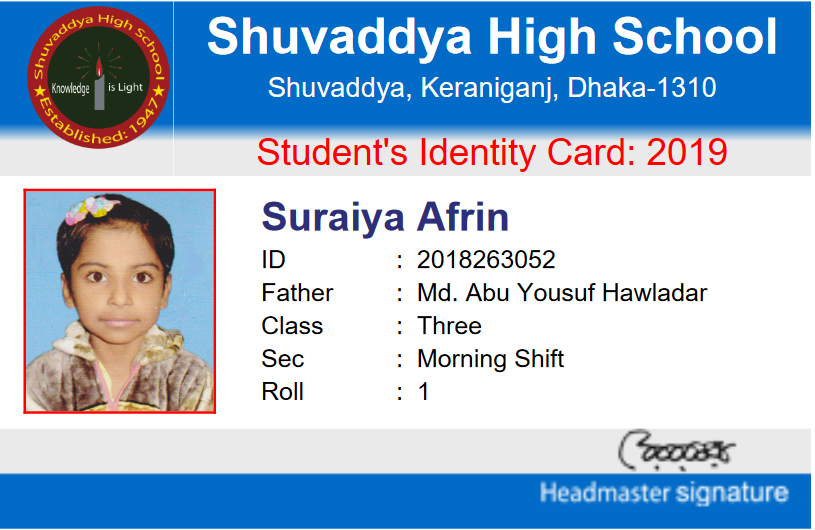 Shuvaddya High School
Knowledge is Light
Established: 1947
Shuvaddya High School
Shuvaddya, Keraniganj, Dhaka-1310
Student's Identity Card: 2019
Suraiya Afrin
ID : 2018263052
Father : Md. Abu Yousuf Hawladar
Class : Three
Sec : Morning Shift
Roll : 1
Headmaster signature